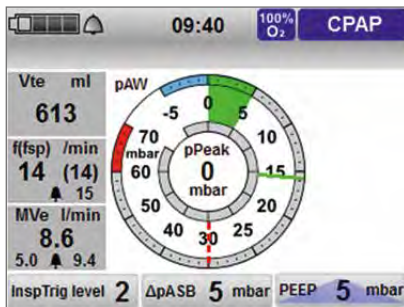 09:40
100%
O₂
CPAP
Vte ml
613
f(fsp) /min
14 (14)
15
MVe l/min
8.6
5.0 9.4
pAW
-5 0 5
10
15
20
25
30
40
50
60
70
mbar
pPeak
0
mbar
InspTrig level 2
ΔpASB 5 mbar
PEEP 5 mbar